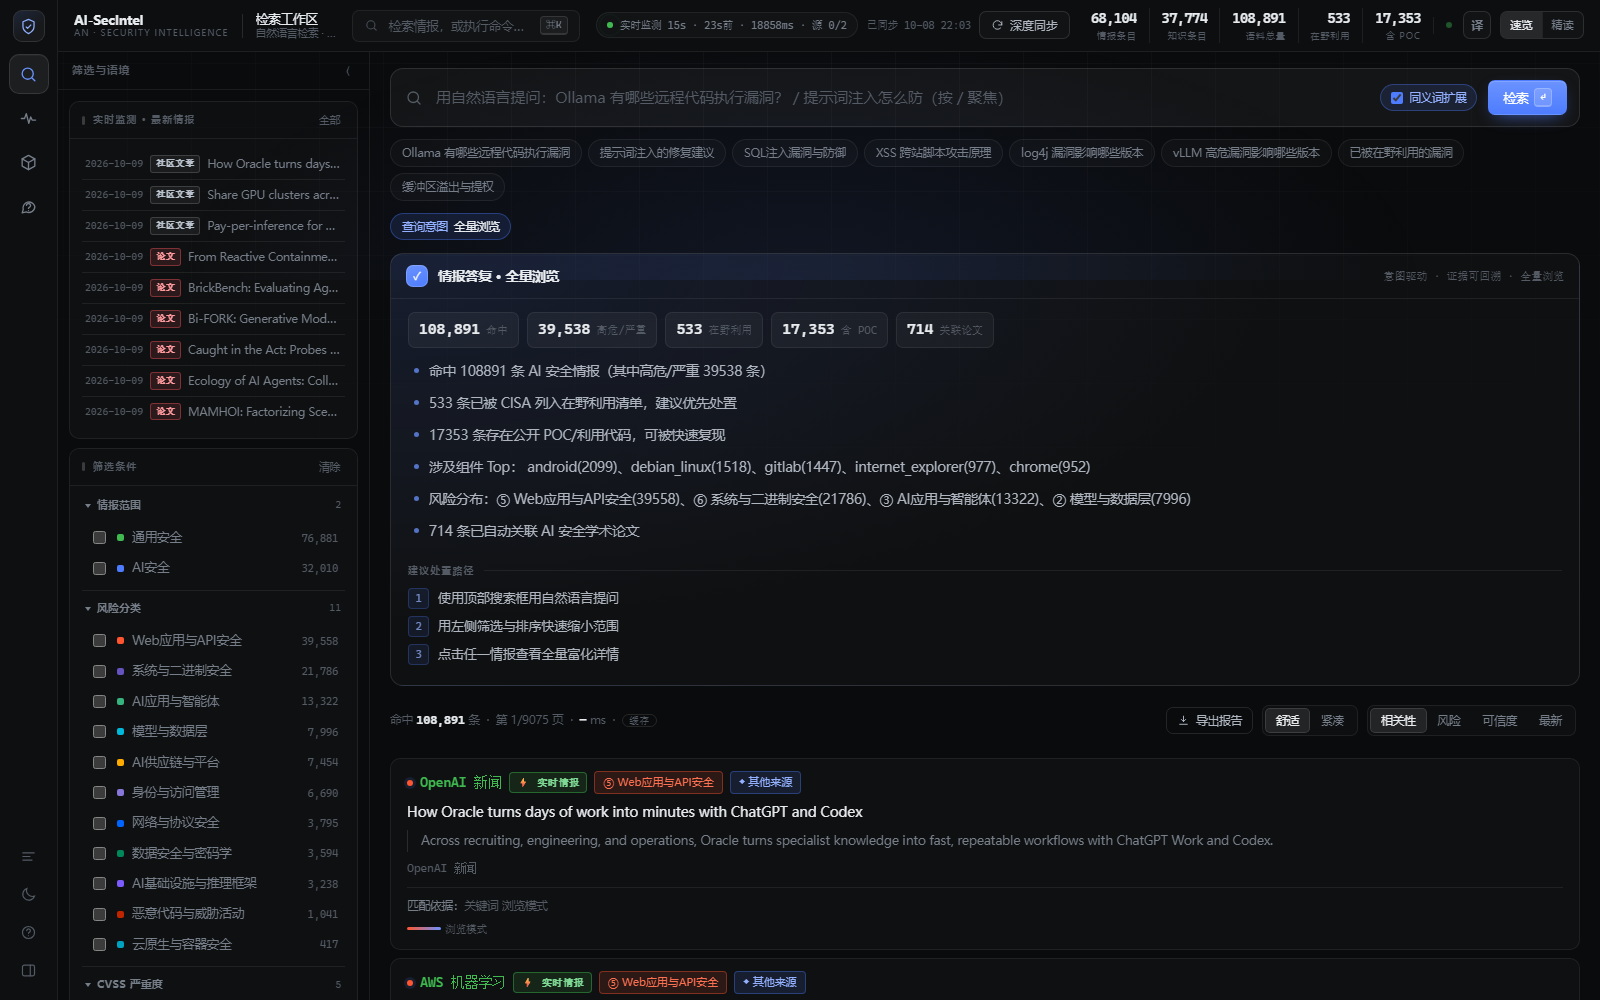 AI-SecIntel
AN · SECURITY INTELLIGENCE
检索工作区
自然语言检索 · ...
检索情报，或执行命令... ⌘K
实时监测 15s · 23s前 · 18858ms · 源 0/2
已同步 10-08 22:03
深度同步
68,104 情报条目
37,774 知识条目
108,891 语料总量
533 在野利用
17,353 含 POC
译
速览 精读
筛选与语境
实时监测 • 最新情报 全部
2026-10-09 社区文章 How Oracle turns days...
2026-10-09 社区文章 Share GPU clusters acr...
2026-10-09 社区文章 Pay-per-inference for ...
2026-10-09 论文 From Reactive Containme...
2026-10-09 论文 BrickBench: Evaluating Ag...
2026-10-09 论文 Bi-FORK: Generative Mod...
2026-10-09 论文 Caught in the Act: Probes ...
2026-10-09 论文 Ecology of AI Agents: Coll...
2026-10-09 论文 MAMHOI: Factorizing Sce...
筛选条件 清除
情报范围 2
通用安全 76,881
AI安全 32,010
风险分类 11
Web应用与API安全 39,558
系统与二进制安全 21,786
AI应用与智能体 13,322
模型与数据层 7,996
AI供应链与平台 7,454
身份与访问管理 6,690
网络与协议安全 3,795
数据安全与密码学 3,594
AI基础设施与推理框架 3,238
恶意代码与威胁活动 1,041
云原生与容器安全 417
CVSS 严重度 5
用自然语言提问：Ollama 有哪些远程代码执行漏洞？ / 提示词注入怎么防（按 / 聚焦）
同义词扩展
检索
Ollama 有哪些远程代码执行漏洞
提示词注入的修复建议
SQL注入漏洞与防御
XSS 跨站脚本攻击原理
log4j 漏洞影响哪些版本
vLLM 高危漏洞影响哪些版本
已被在野利用的漏洞
缓冲区溢出与提权
查询意图 全量浏览
✓ 情报答复 • 全量浏览
意图驱动 · 证据可回溯 · 全量浏览
108,891 命中
39,538 高危/严重
533 在野利用
17,353 含 POC
714 关联论文
• 命中 108891 条 AI 安全情报（其中高危/严重 39538 条）
• 533 条已被 CISA 列入在野利用清单，建议优先处置
• 17353 条存在公开 POC/利用代码，可被快速复现
• 涉及组件 Top： android(2099)、debian_linux(1518)、gitlab(1447)、internet_explorer(977)、chrome(952)
• 风险分布：⑤ Web应用与API安全(39558)、⑥ 系统与二进制安全(21786)、③ AI应用与智能体(13322)、② 模型与数据层(7996)
• 714 条已自动关联 AI 安全学术论文
建议处置路径
1 使用顶部搜索框用自然语言提问
2 用左侧筛选与排序快速缩小范围
3 点击任一情报查看全量富化详情
命中 108,891 条 · 第 1/9075 页 · — ms · 缓存
导出报告
舒适 紧凑
相关性 风险 可信度 最新
OpenAI 新闻 实时情报 ⑤ Web应用与API安全 其他来源
How Oracle turns days of work into minutes with ChatGPT and Codex
Across recruiting, engineering, and operations, Oracle turns specialist knowledge into fast, repeatable workflows with ChatGPT Work and Codex.
OpenAI 新闻
匹配依据：关键词 浏览模式
浏览模式
AWS 机器学习 实时情报 ⑤ Web应用与API安全 其他来源